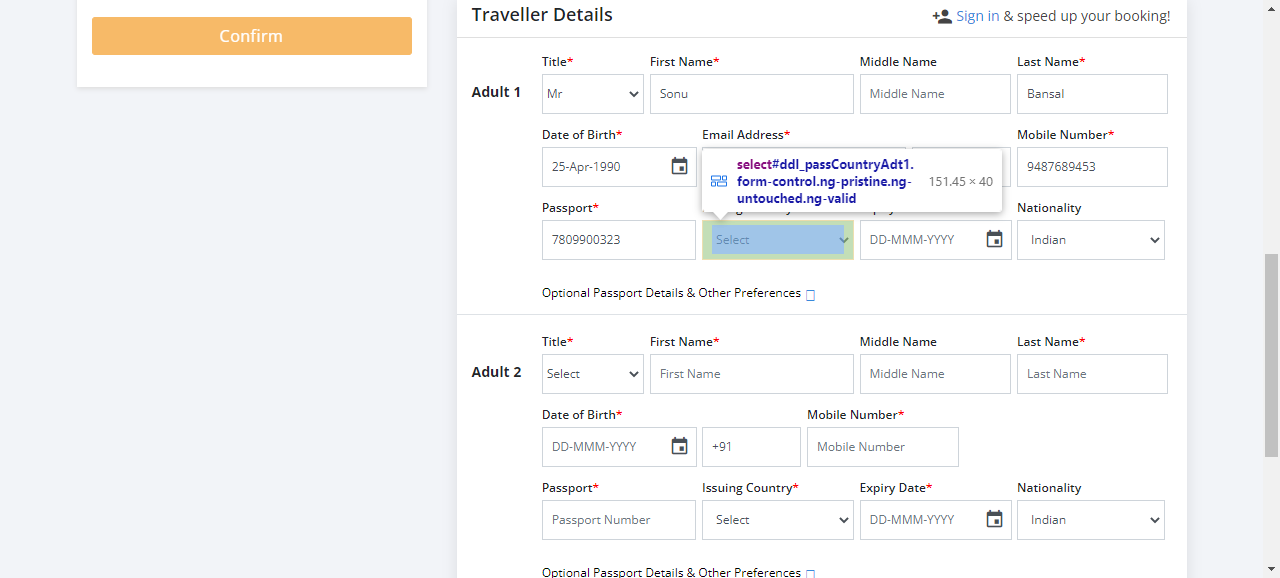 Confirm
Traveller Details
Sign in & speed up your booking!
Title* First Name* Middle Name Last Name*
Adult 1 Mr Sonu Middle Name Bansal
Date of Birth* Email Address* Mobile Number*
25-Apr-1990 9487689453
select#ddl_passCountryAdt1.
form-control.ng-pristine.ng-
untouched.ng-valid
151.45 × 40
Passport* Nationality
7809900323 Select DD-MMM-YYYY Indian
Optional Passport Details & Other Preferences
Title* First Name* Middle Name Last Name*
Adult 2 Select First Name Middle Name Last Name
Date of Birth* Mobile Number*
DD-MMM-YYYY +91 Mobile Number
Passport* Issuing Country* Expiry Date* Nationality
Passport Number Select DD-MMM-YYYY Indian
Optional Passport Details & Other Preferences